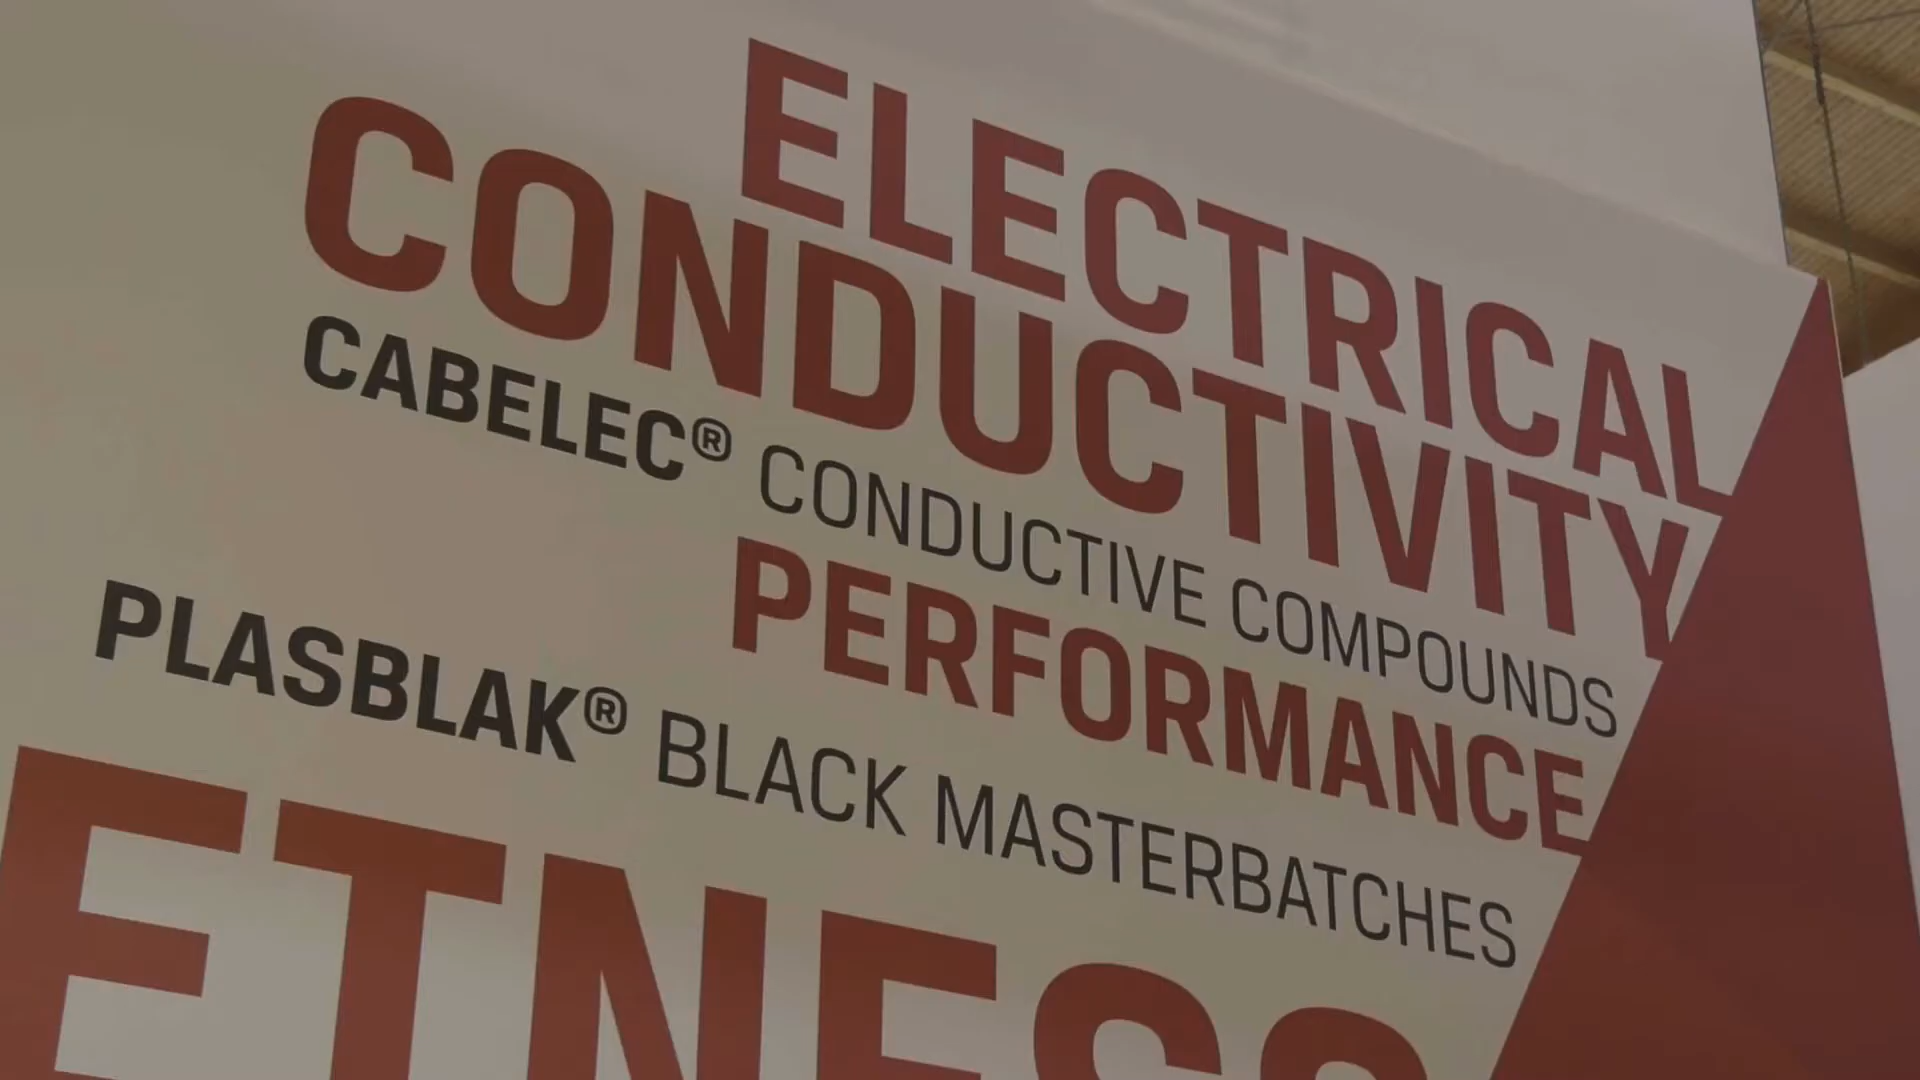 ELECTRICAL
CONDUCTIVITY
CABELEC® CONDUCTIVE COMPOUNDS
PERFORMANCE
PLASBLAK® BLACK MASTERBATCHES